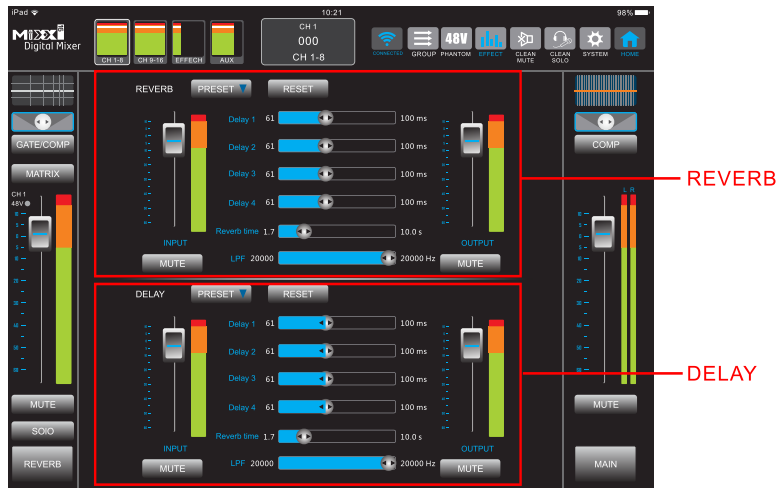 iPad 10:21 98%
MiXXX
Digital Mixer
CH 1-8 CH 9-16 EFFECH AUX
CH 1
000
CH 1-8
CONNECTED GROUP 48V PHANTOM EFFECT CLEAN MUTE CLEAN SOLO SYSTEM HOME
GATE/COMP
MATRIX
CH 1
48V
MUTE
SOIO
REVERB
REVERB PRESET RESET
Delay 1 61 100 ms
Delay 2 61 100 ms
Delay 3 61 100 ms
Delay 4 61 100 ms
Reverb time 1.7 10.0 s
INPUT OUTPUT
MUTE LPF 20000 20000 Hz MUTE
DELAY PRESET RESET
Delay 1 61 100 ms
Delay 2 61 100 ms
Delay 3 61 100 ms
Delay 4 61 100 ms
Reverb time 1.7 10.0 s
INPUT OUTPUT
MUTE LPF 20000 20000 Hz MUTE
COMP
L R
MUTE
MAIN
REVERB
DELAY